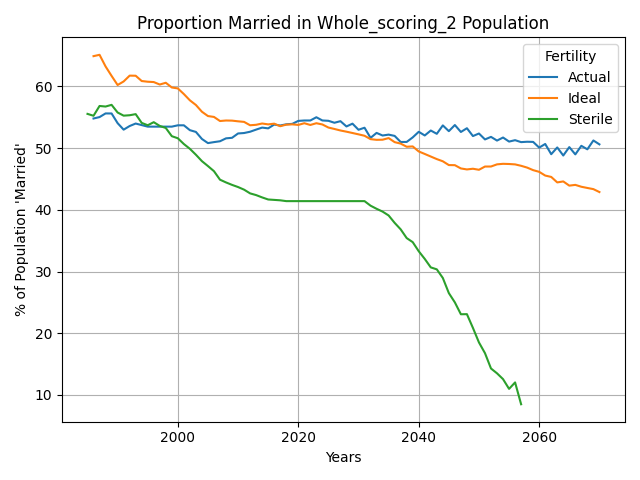 Proportion Married in Whole_scoring_2 Population
Fertility
Actual
Ideal
Sterile
% of Population 'Married'
60
50
40
30
20
10
2000
2020
2040
2060
Years